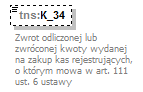 tns:K_34
Zwrot odliczonej lub
zwróconej kwoty wydanej
na zakup kas rejestrujących,
o którym mowa w art. 111
ust. 6 ustawy